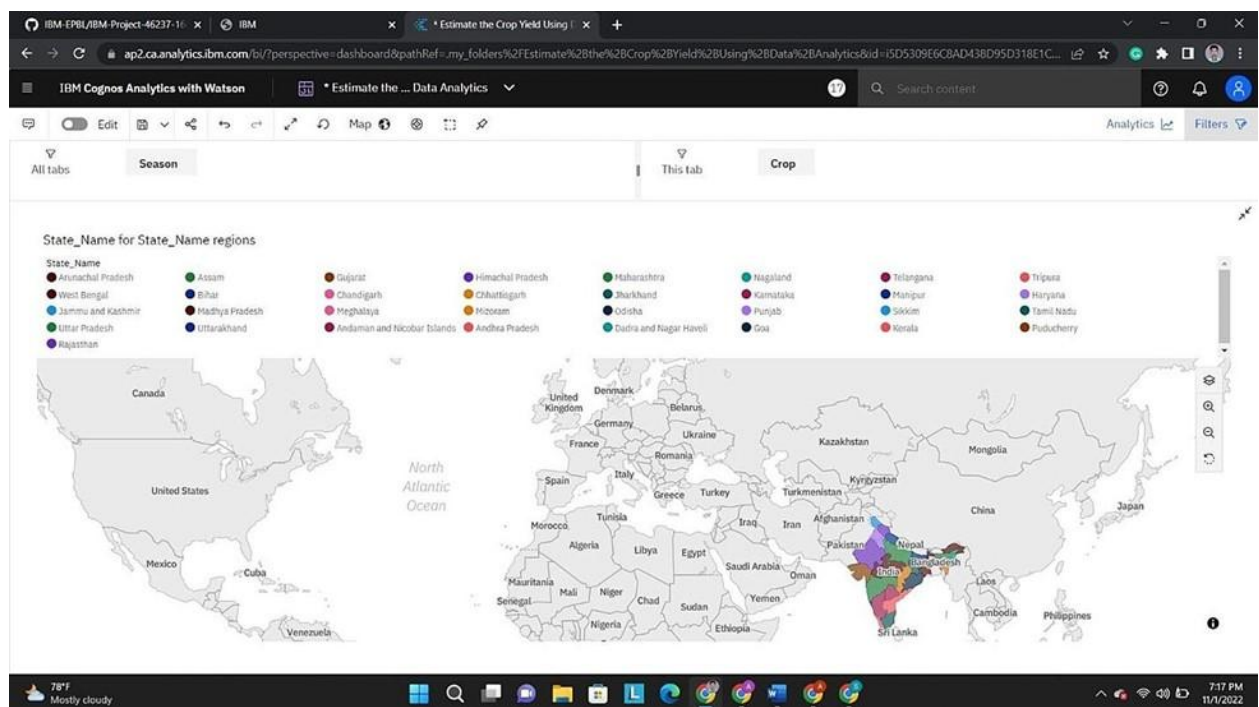 IBM-EPBL/IBM-Project-46237-16
IBM
* Estimate the Crop Yield Using D
ap2.ca.analytics.ibm.com/bi/?perspective=dashboard&pathRef=.my_folders%2FEstimate%2Bthe%2BCrop%2BYield%2BUsing%2BData%2BAnalytics&id=i5D5309E6C8AD43BD95D318E1C...
IBM Cognos Analytics with Watson
* Estimate the ... Data Analytics
17
Search content
Edit
Map
Analytics
Filters
All tabs
Season
This tab
Crop
State_Name for State_Name regions
State_Name
Arunachal Pradesh Assam Gujarat Himachal Pradesh Maharashtra Nagaland Telangana Tripura
West Bengal Bihar Chandigarh Chhattisgarh Jharkhand Karnataka Manipur Haryana
Jammu and Kashmir Madhya Pradesh Meghalaya Mizoram Odisha Punjab Sikkim Tamil Nadu
Uttar Pradesh Uttarakhand Andaman and Nicobar Islands Andhra Pradesh Dadra and Nagar Haveli Goa Kerala Puducherry
Rajasthan
Canada
United Kingdom
Denmark
Belarus
Germany
Ukraine
France
Kazakhstan
Mongolia
Romania
North
Atlantic
Ocean
Italy
Spain
Greece
Turkey
Kyrgyzstan
Turkmenistan
United States
China
Japan
Morocco
Tunisia
Iraq
Iran
Afghanistan
Algeria
Libya
Egypt
Pakistan
Nepal
Mexico
Cuba
Saudi Arabia
Oman
India
Bangladesh
Mauritania
Mali
Niger
Chad
Sudan
Yemen
Laos
Senegal
Nigeria
Ethiopia
Cambodia
Philippines
Venezuela
Sri Lanka
78°F
Mostly cloudy
7:17 PM
11/1/2022